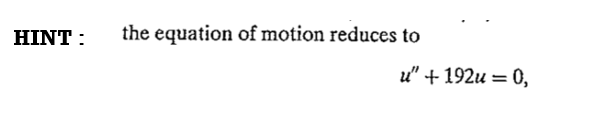 HINT : the equation of motion reduces to
u″ + 192u = 0,